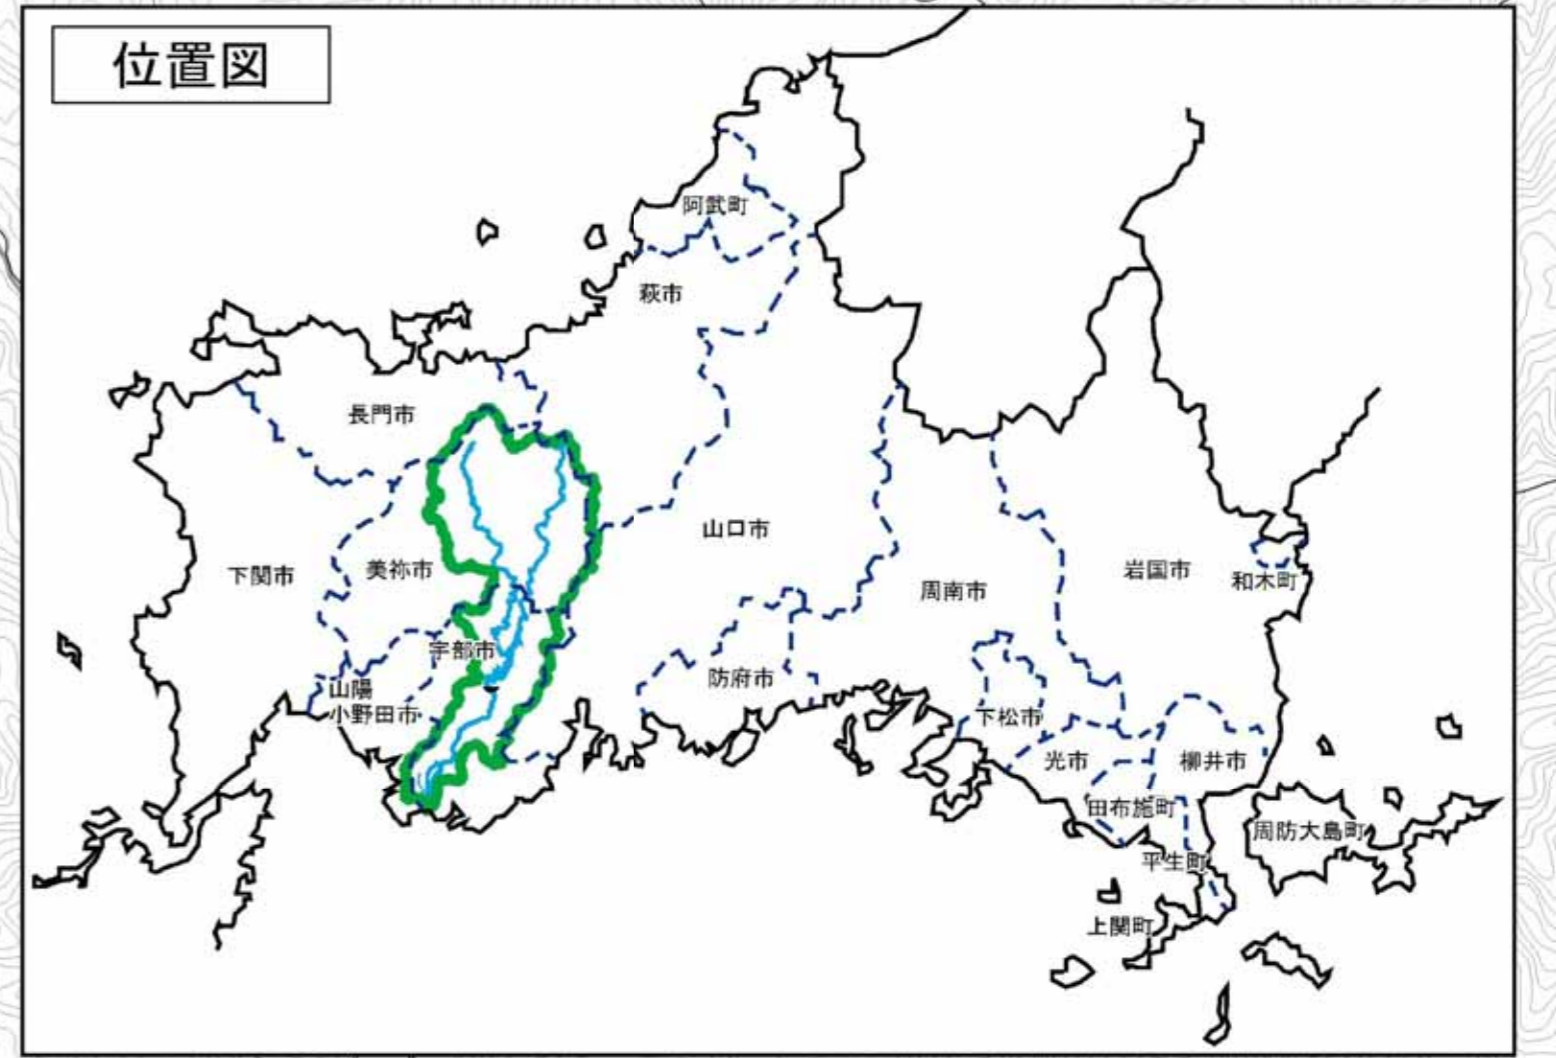 位置図
阿武町
萩市
長門市
山口市
下関市
美祢市
周南市
岩国市
和木町
宇部市
防府市
山陽
小野田市
下松市
光市
柳井市
田布施町
周防大島町
平生町
上関町